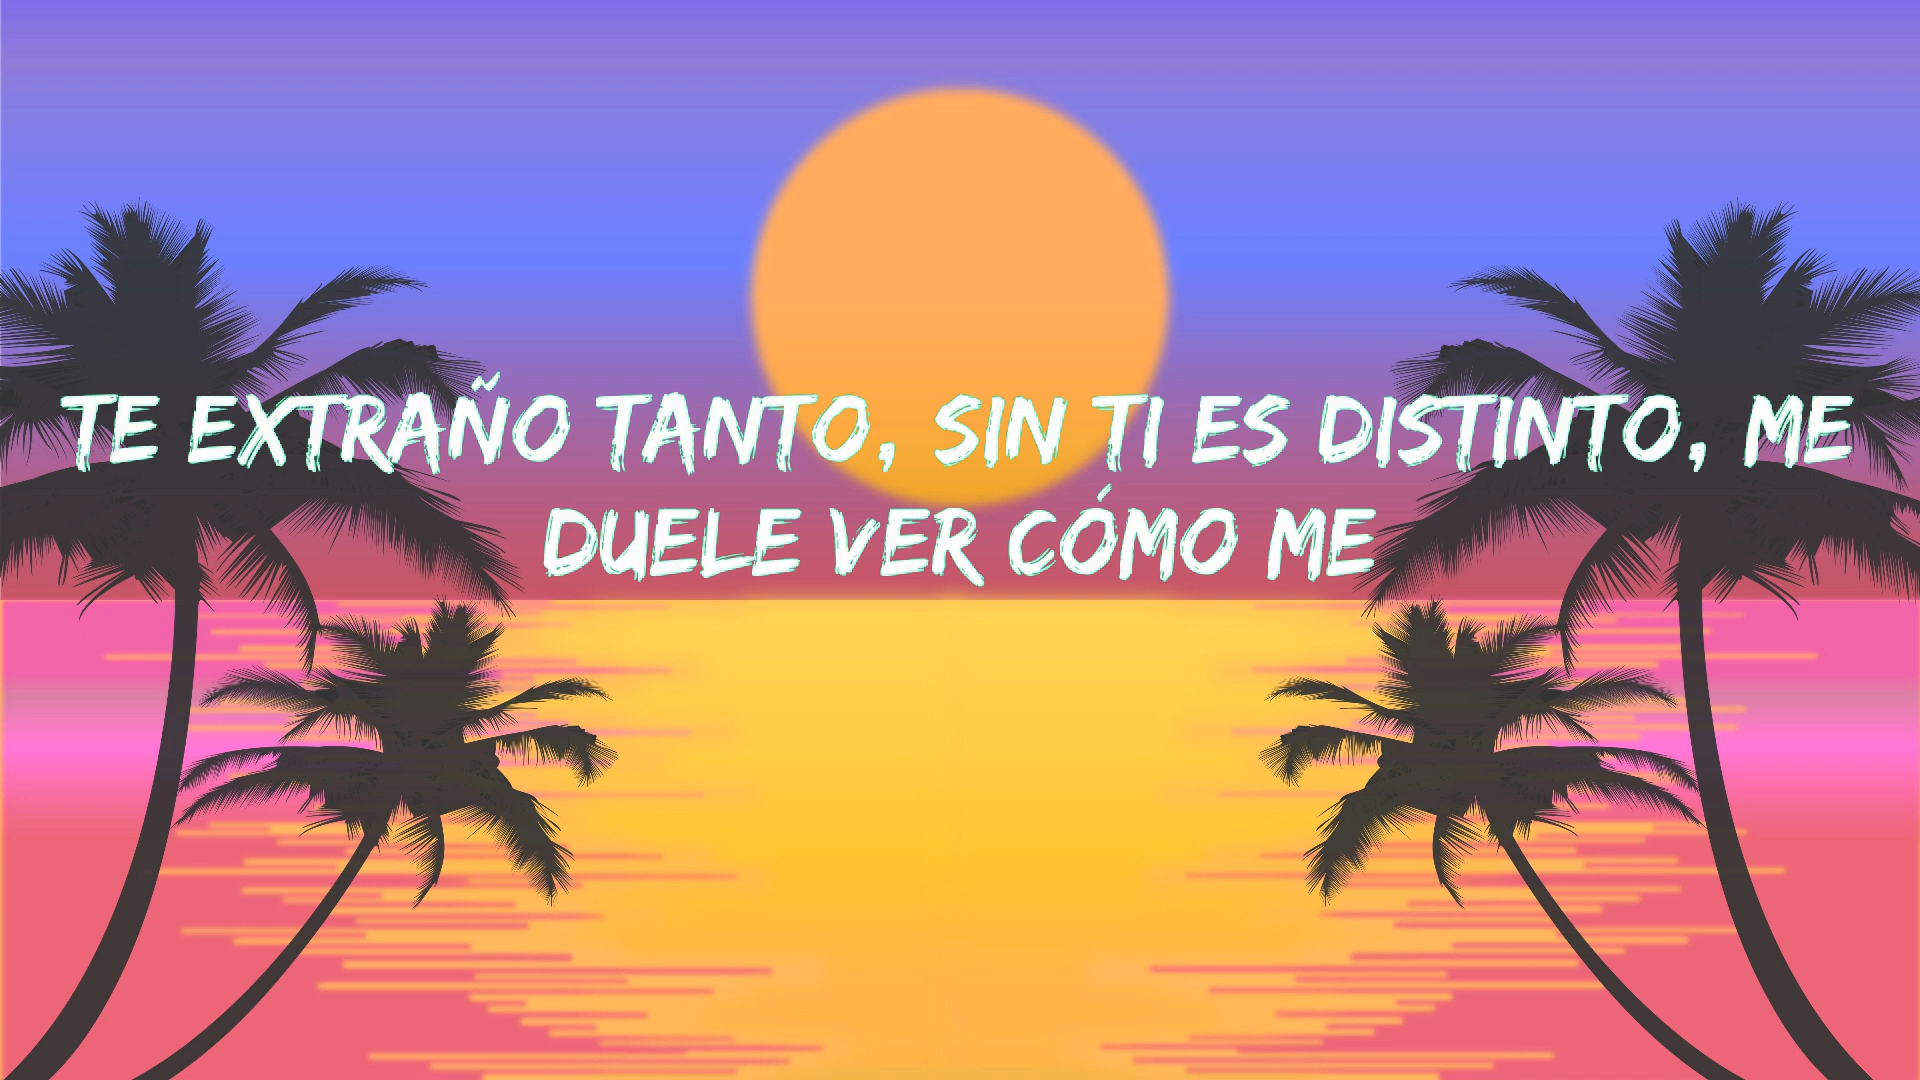 TE EXTRAÑO TANTO, SIN TI ES DISTINTO, ME
DUELE VER CÓMO ME